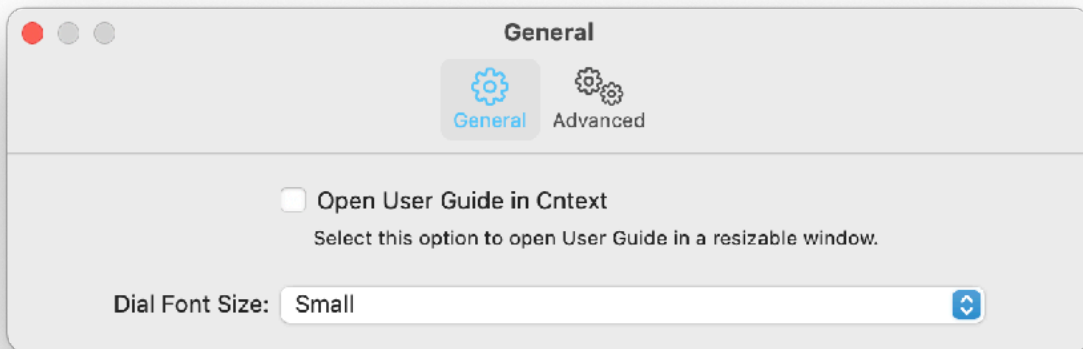 General
General Advanced
Open User Guide in Cntext
Select this option to open User Guide in a resizable window.
Dial Font Size: Small